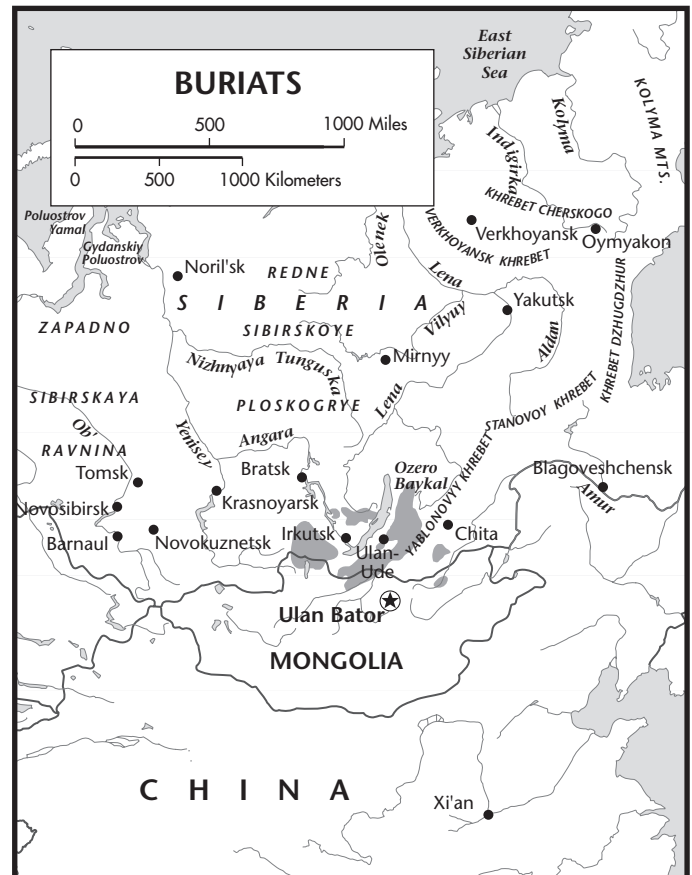 East
Siberian
Sea
BURIATS
0 500 1000 Miles
0 500 1000 Kilometers
KOLYMA MTS.
Kolyma
Indigirka
KHREBET CHERSKOGO
Poluostrov
Yamal
Gydanskiy
Poluostrov
Olenek
VERKHOYANSK KHREBET
Verkhoyansk
Oymyakon
Noril'sk
REDNE
Lena
SIBERIA
Yakutsk
ZAPADNO
SIBIRSKOYE
Vilyuy
Aldan
KHREBET DZHUGDZHUR
Nizhnyaya Tunguska
Mirnyy
SIBIRSKAYA
PLOSKOGRYE
Lena
STANOVOY KHREBET
Ob'
RAVNINA
Yenisey
Angara
Tomsk
Bratsk
Ozero
Baykal
YABLONOVYY KHREBET
Blagoveshchensk
Amur
Novosibirsk
Krasnoyarsk
Barnaul
Novokuznetsk
Irkutsk
Ulan-
Ude
Chita
Ulan Bator
MONGOLIA
CHINA
Xi'an